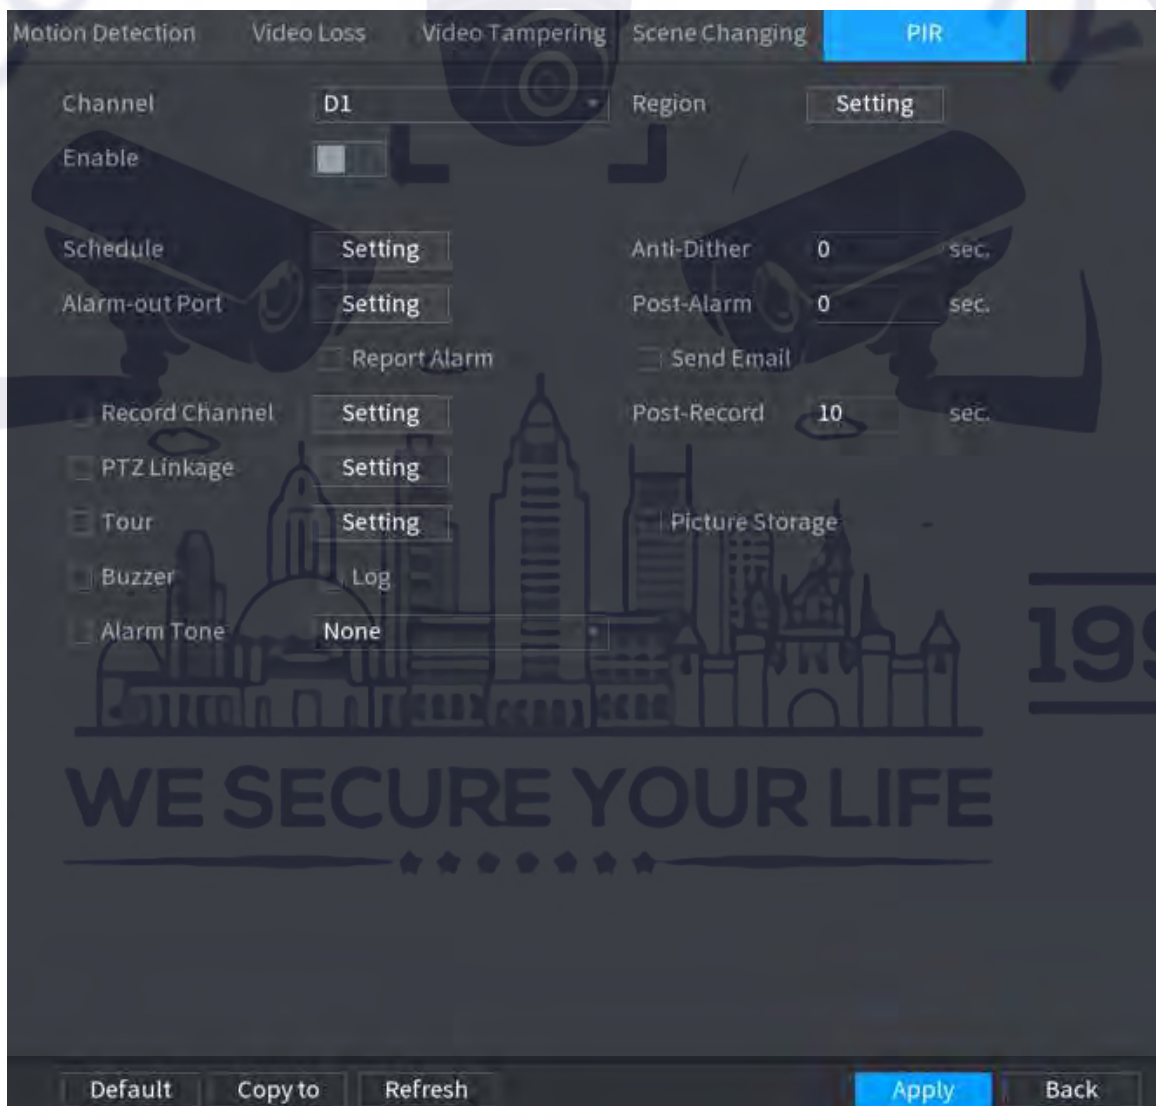 Motion Detection Video Loss Video Tampering Scene Changing PIR
Channel D1 Region Setting
Enable
Schedule Setting Anti-Dither 0 sec.
Alarm-out Port Setting Post-Alarm 0 sec.
Report Alarm Send Email
Record Channel Setting Post-Record 10 sec.
PTZ Linkage Setting
Tour Setting Picture Storage
Buzzer Log
Alarm Tone None
199
WE SECURE YOUR LIFE
Default Copy to Refresh Apply Back